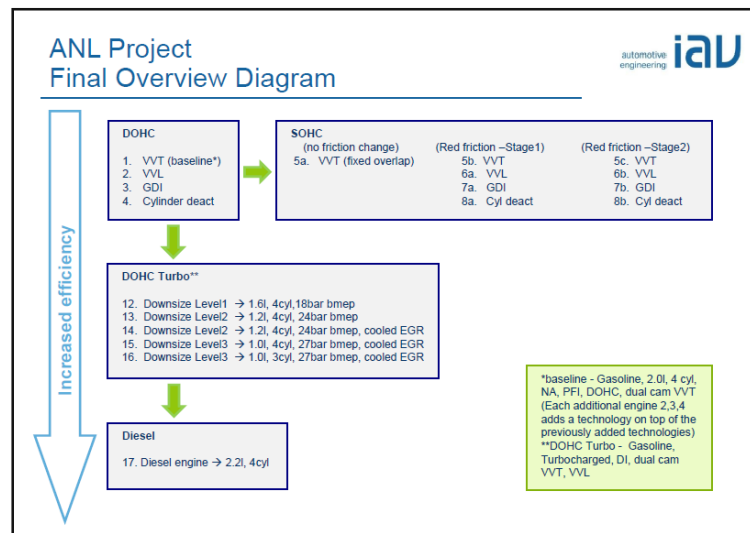 ANL Project
Final Overview Diagram
automotive
engineering
iav
Increased efficiency
DOHC
1. VVT (baseline*)
2. VVL
3. GDI
4. Cylinder deact
SOHC
(no friction change)
5a. VVT (fixed overlap)
(Red friction –Stage1)
5b. VVT
6a. VVL
7a. GDI
8a. Cyl deact
(Red friction –Stage2)
5c. VVT
6b. VVL
7b. GDI
8b. Cyl deact
DOHC Turbo**
12. Downsize Level1 → 1.6l, 4cyl,18bar bmep
13. Downsize Level2 → 1.2l, 4cyl, 24bar bmep
14. Downsize Level2 → 1.2l, 4cyl, 24bar bmep, cooled EGR
15. Downsize Level3 → 1.0l, 4cyl, 27bar bmep, cooled EGR
16. Downsize Level3 → 1.0l, 3cyl, 27bar bmep, cooled EGR
Diesel
17. Diesel engine → 2.2l, 4cyl
*baseline - Gasoline, 2.0l, 4 cyl,
NA, PFI, DOHC, dual cam VVT
(Each additional engine 2,3,4
adds a technology on top of the
previously added technologies)
**DOHC Turbo - Gasoline,
Turbocharged, DI, dual cam
VVT, VVL